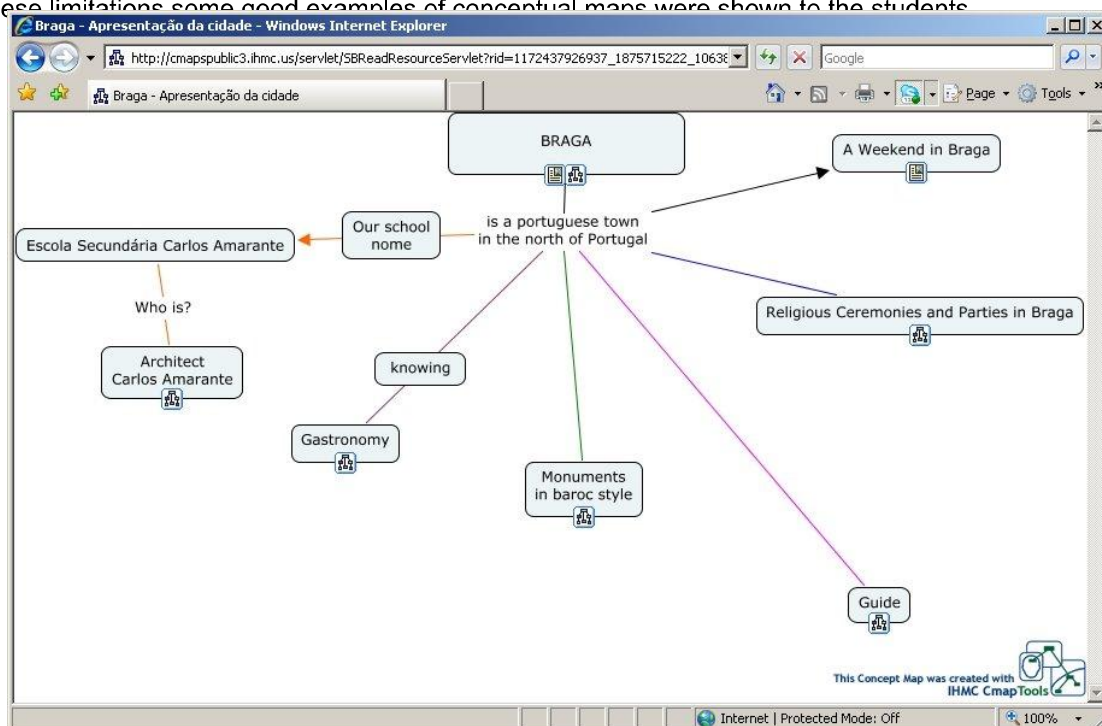 ese limitations some good examples of conceptual maps were shown to the students
Braga - Apresentação da cidade - Windows Internet Explorer
http://cmapspublic3.ihmc.us/servlet/SBReadResourceServlet?rid=1172437926937_1875715222_1063
Google
Braga - Apresentação da cidade
Page
Tools
BRAGA
A Weekend in Braga
is a portuguese town
in the north of Portugal
Our school
nome
Escola Secundária Carlos Amarante
Who is?
Architect
Carlos Amarante
Religious Ceremonies and Parties in Braga
knowing
Gastronomy
Monuments
in baroc style
Guide
This Concept Map was created with
IHMC CmapTools
Internet | Protected Mode: Off
100%